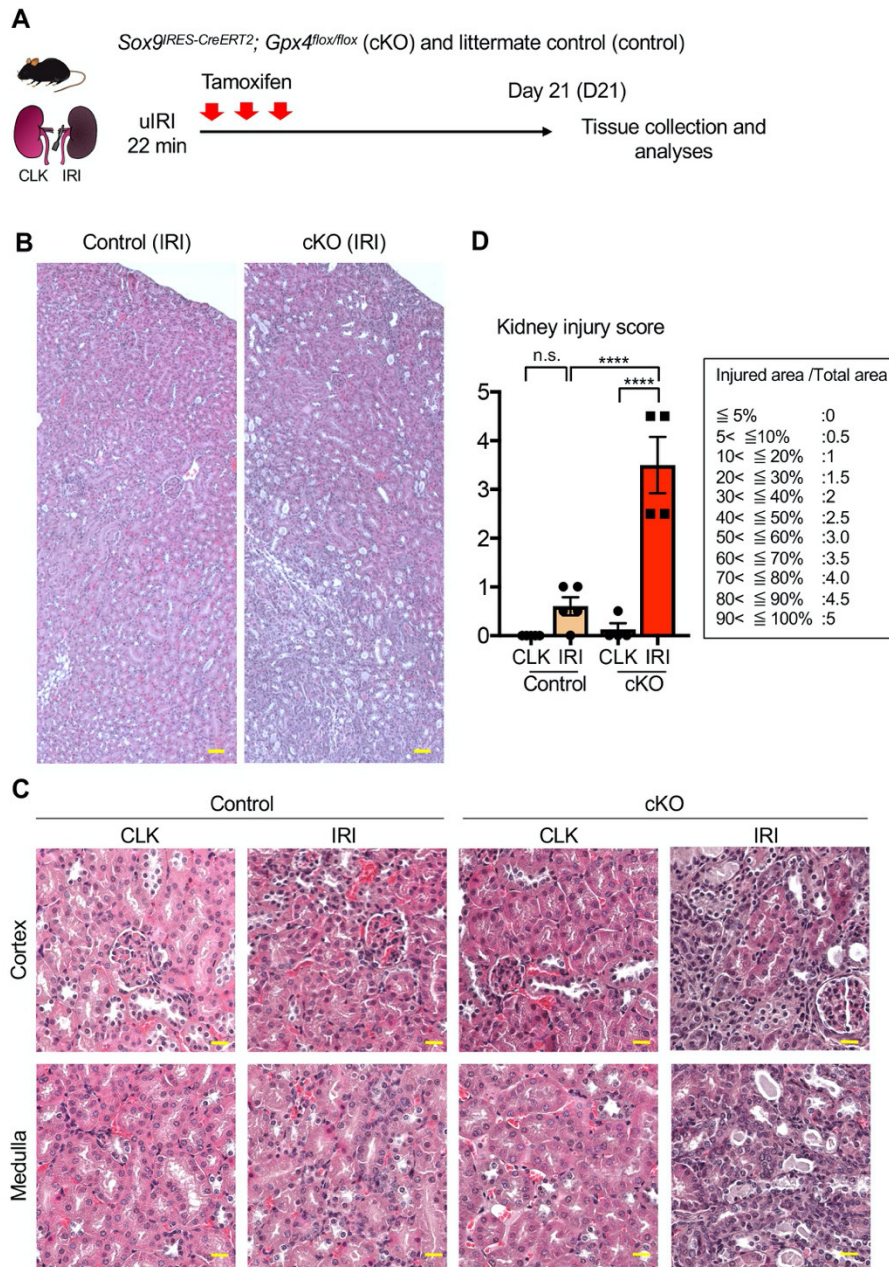 A
Sox9IRES-CreERT2; Gpx4flox/flox (cKO) and littermate control (control)
Tamoxifen
Day 21 (D21)
uIRI
22 min
Tissue collection and
analyses
CLK IRI
B
Control (IRI)
cKO (IRI)
D
Kidney injury score
n.s.
****
****
5
4
3
2
1
0
CLK IRI CLK IRI
Control cKO
Injured area /Total area
≦ 5% :0
5< ≦10% :0.5
10< ≦ 20% :1
20< ≦ 30% :1.5
30< ≦ 40% :2
40< ≦ 50% :2.5
50< ≦ 60% :3.0
60< ≦ 70% :3.5
70< ≦ 80% :4.0
80< ≦ 90% :4.5
90< ≦ 100% :5
C
Control
cKO
CLK
IRI
CLK
IRI
Cortex
Medulla